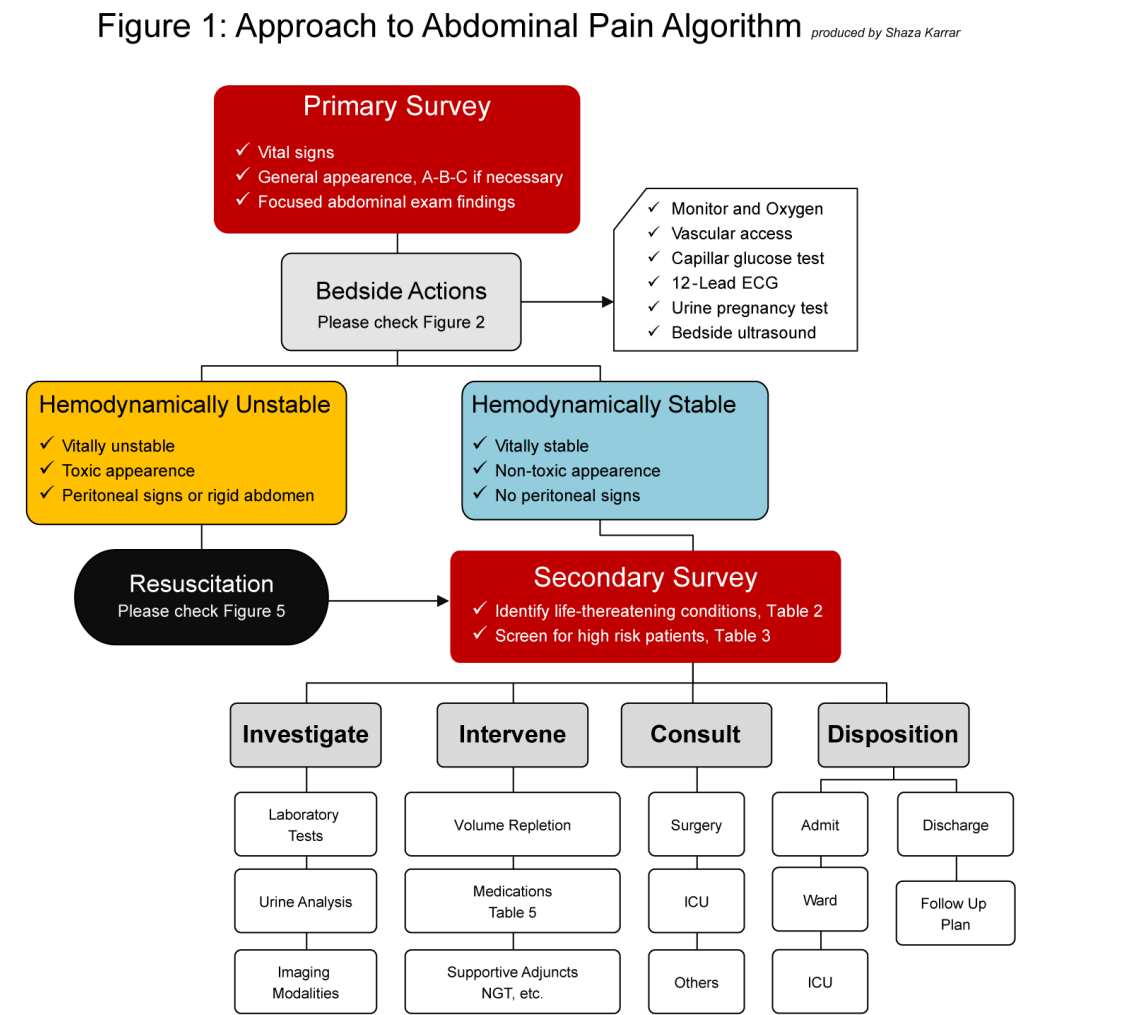 Figure 1: Approach to Abdominal Pain Algorithm produced by Shaza Karrar
Primary Survey
✓ Vital signs
✓ General appearence, A-B-C if necessary
✓ Focused abdominal exam findings
Bedside Actions
Please check Figure 2
✓ Monitor and Oxygen
✓ Vascular access
✓ Capillar glucose test
✓ 12-Lead ECG
✓ Urine pregnancy test
✓ Bedside ultrasound
Hemodynamically Unstable
✓ Vitally unstable
✓ Toxic appearence
✓ Peritoneal signs or rigid abdomen
Hemodynamically Stable
✓ Vitally stable
✓ Non-toxic appearence
✓ No peritoneal signs
Resuscitation
Please check Figure 5
Secondary Survey
✓ Identify life-thereatening conditions, Table 2
✓ Screen for high risk patients, Table 3
Investigate
Laboratory
Tests
Urine Analysis
Imaging
Modalities
Intervene
Volume Repletion
Medications
Table 5
Supportive Adjuncts
NGT, etc.
Consult
Surgery
ICU
Others
Disposition
Admit
Ward
ICU
Discharge
Follow Up
Plan